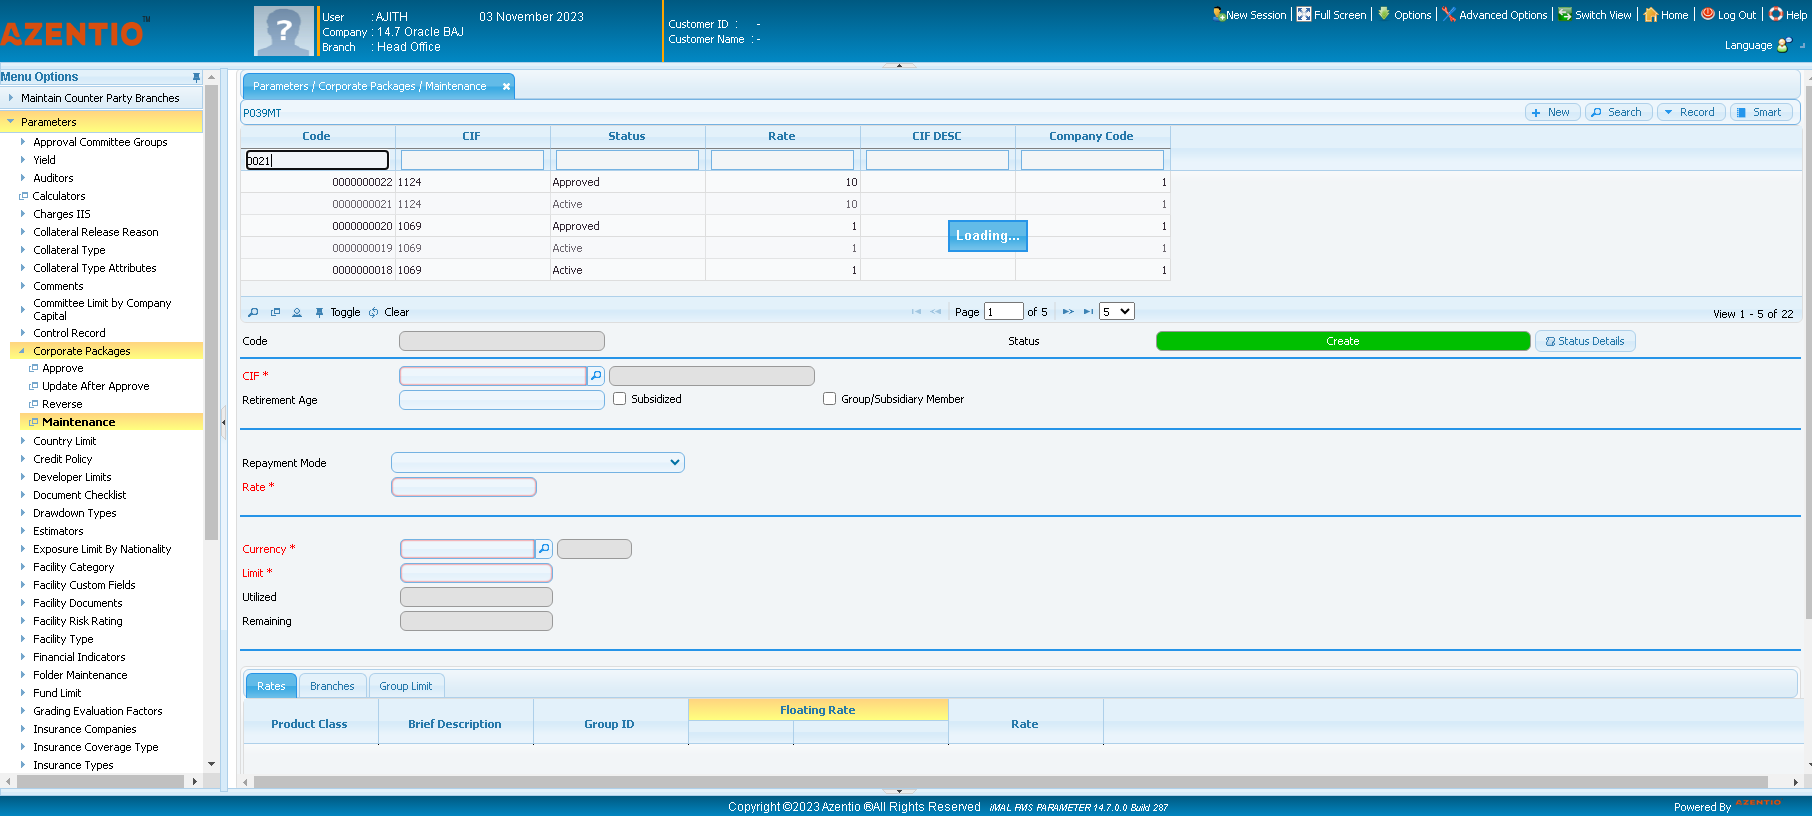 AZENTIO™
User : AJITH 03 November 2023
Company : 14.7 Oracle BAJ
Branch : Head Office
Customer ID : -
Customer Name : -
New Session Full Screen Options Advanced Options Switch View Home Log Out Help
Language
Menu Options
Maintain Counter Party Branches
Parameters
Approval Committee Groups
Yield
Auditors
Calculators
Charges IIS
Collateral Release Reason
Collateral Type
Collateral Type Attributes
Comments
Committee Limit by Company
Capital
Control Record
Corporate Packages
Approve
Update After Approve
Reverse
Maintenance
Country Limit
Credit Policy
Developer Limits
Document Checklist
Drawdown Types
Estimators
Exposure Limit By Nationality
Facility Category
Facility Custom Fields
Facility Documents
Facility Risk Rating
Facility Type
Financial Indicators
Folder Maintenance
Fund Limit
Grading Evaluation Factors
Insurance Companies
Insurance Coverage Type
Insurance Types
Parameters / Corporate Packages / Maintenance
P039MT
New Search Record Smart
Code CIF Status Rate CIF DESC Company Code
0021
0000000022 1124 Approved 10 1
0000000021 1124 Active 10 1
0000000020 1069 Approved 1 1
0000000019 1069 Active 1 1
0000000018 1069 Active 1 1
Loading...
Toggle Clear Page 1 of 5 5 View 1 - 5 of 22
Code Status Create Status Details
CIF *
Retirement Age Subsidized Group/Subsidiary Member
Repayment Mode
Rate *
Currency *
Limit *
Utilized
Remaining
Rates Branches Group Limit
Product Class Brief Description Group ID Floating Rate Rate
Copyright ©2023 Azentio ®All Rights Reserved iMAL PMS PARAMETER 14.7.0.0 Build 287
Powered By AZENTIO